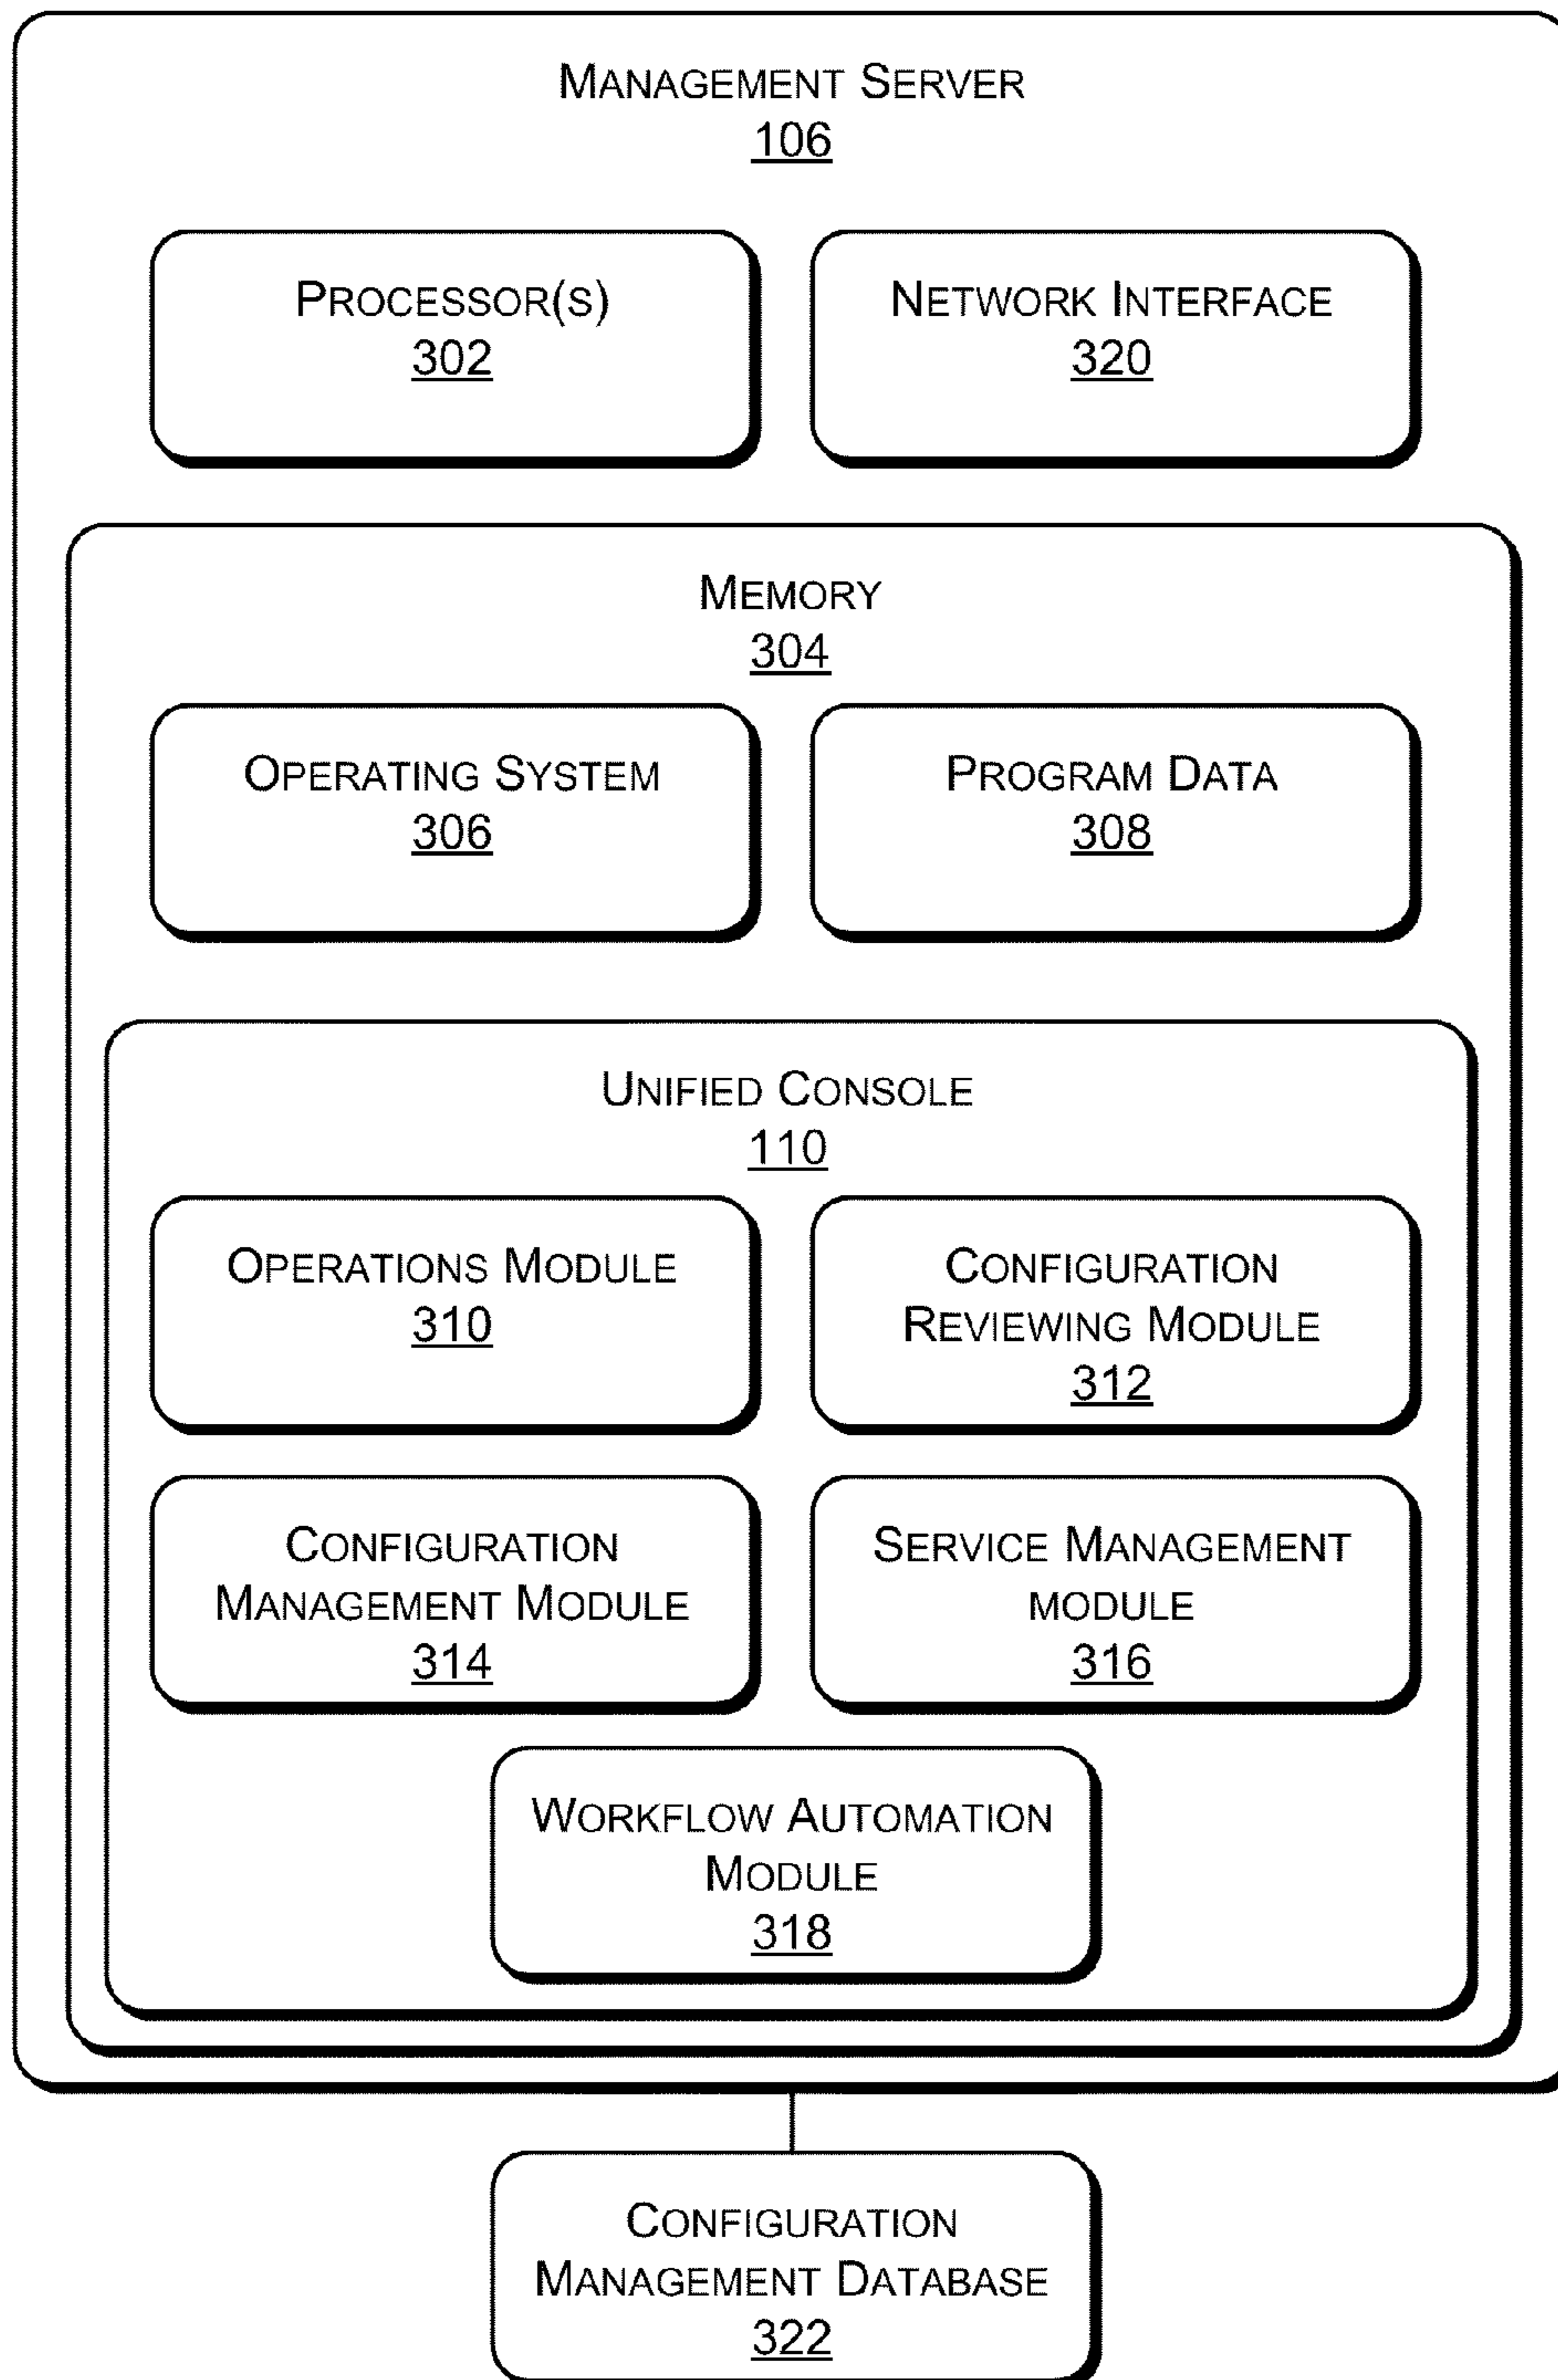 MANAGEMENT SERVER
106
PROCESSOR(S)
302
NETWORK INTERFACE
320
MEMORY
304
OPERATING SYSTEM
306
PROGRAM DATA
308
UNIFIED CONSOLE
110
OPERATIONS MODULE
310
CONFIGURATION
REVIEWING MODULE
312
CONFIGURATION
MANAGEMENT MODULE
314
SERVICE MANAGEMENT
MODULE
316
WORKFLOW AUTOMATION
MODULE
318
CONFIGURATION
MANAGEMENT DATABASE
322